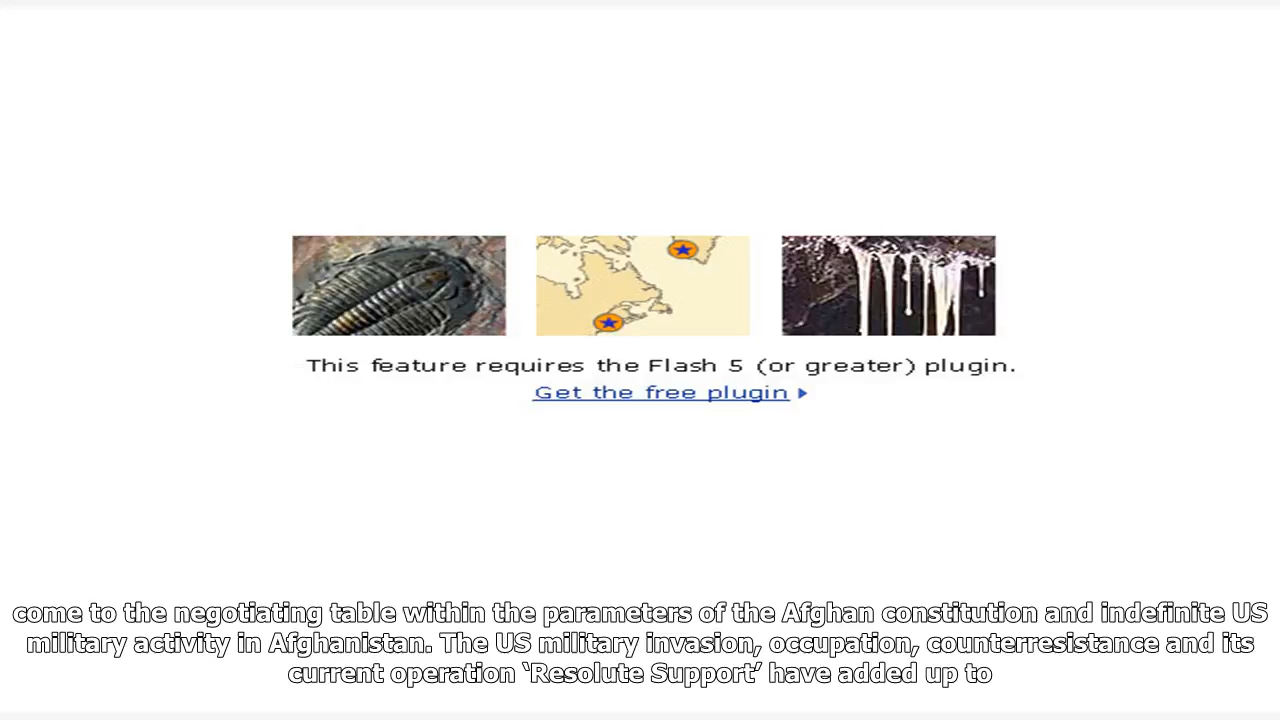 This feature requires the Flash 5 (or greater) plugin.
Get the free plugin
come to the negotiating table within the parameters of the Afghan constitution and indefinite US
military activity in Afghanistan. The US military invasion, occupation, counterresistance and its
current operation ‘Resolute Support’ have added up to